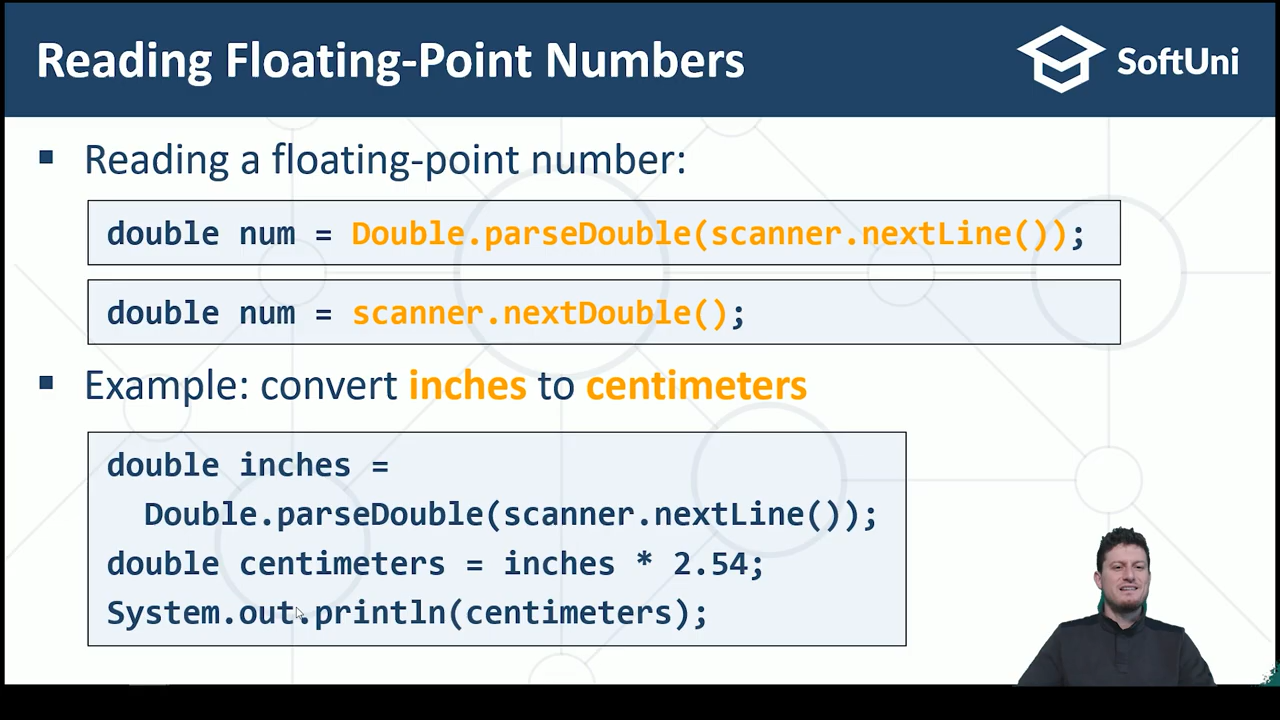 Reading Floating-Point Numbers
SoftUni
▪ Reading a floating-point number:
double num = Double.parseDouble(scanner.nextLine());
double num = scanner.nextDouble();
▪ Example: convert inches to centimeters
double inches =
Double.parseDouble(scanner.nextLine());
double centimeters = inches * 2.54;
System.out.println(centimeters);